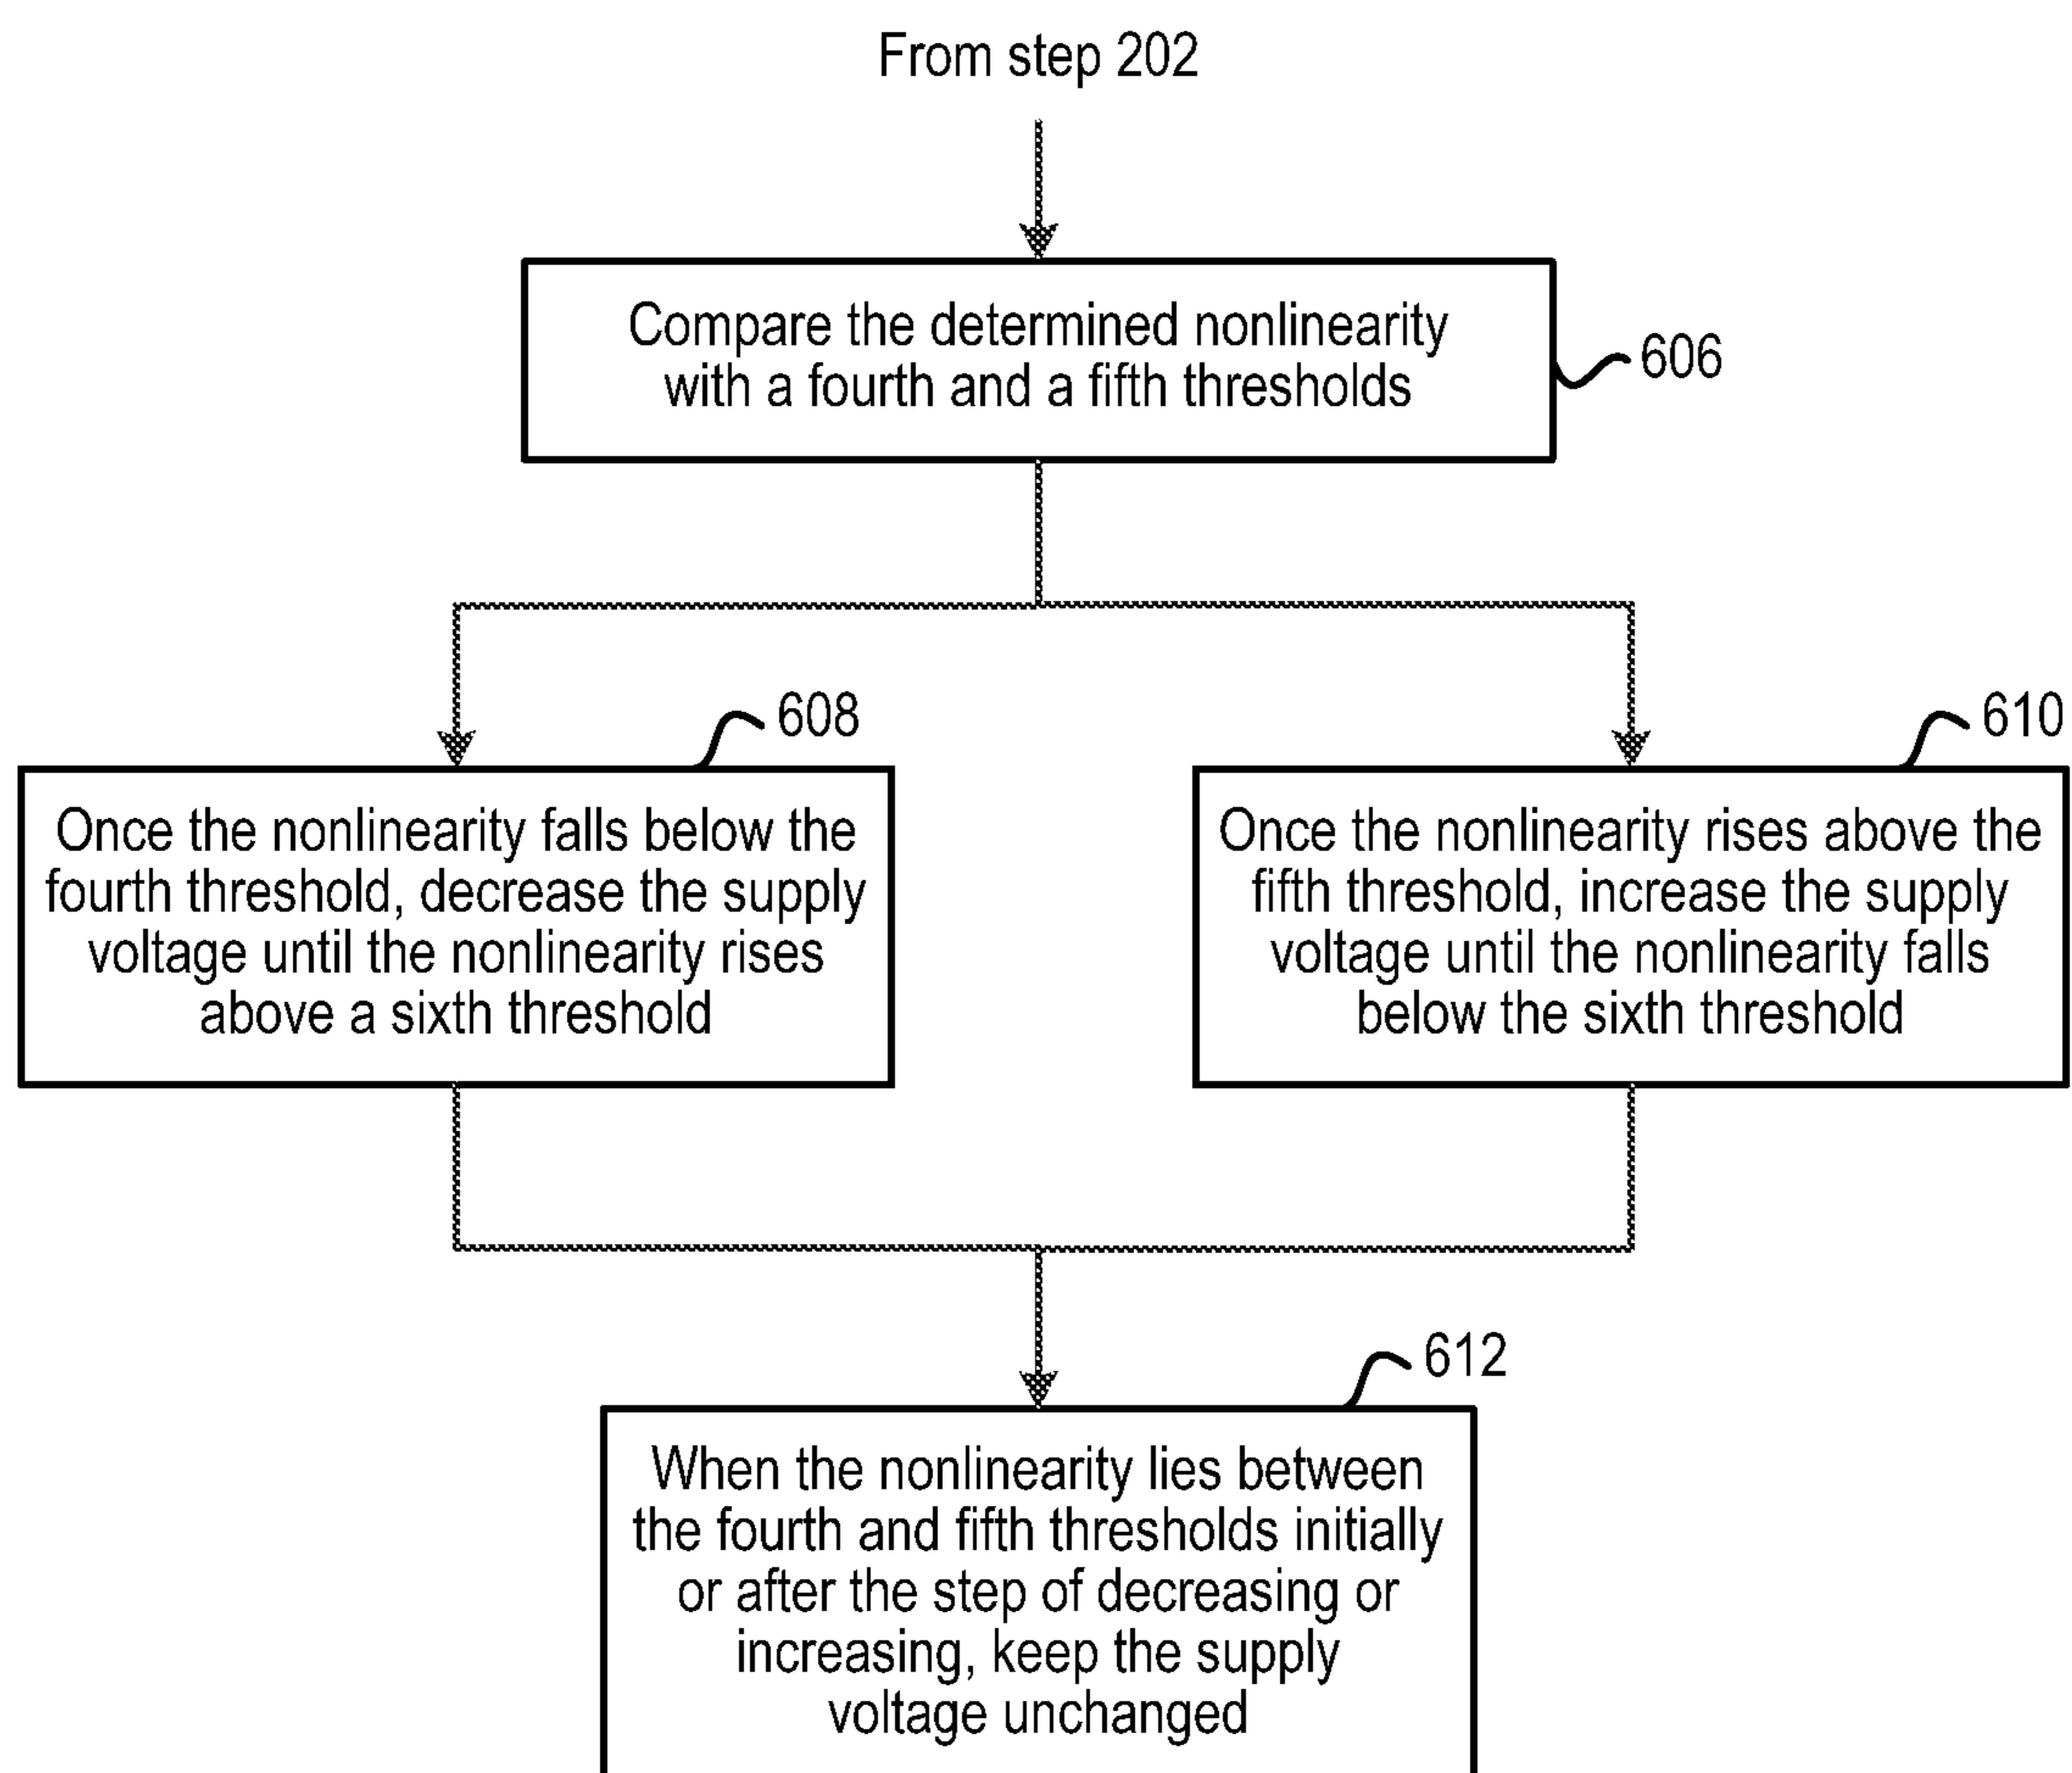 From step 202
Compare the determined nonlinearity
with a fourth and a fifth thresholds
606
608
Once the nonlinearity falls below the
fourth threshold, decrease the supply
voltage until the nonlinearity rises
above a sixth threshold
610
Once the nonlinearity rises above the
fifth threshold, increase the supply
voltage until the nonlinearity falls
below the sixth threshold
612
When the nonlinearity lies between
the fourth and fifth thresholds initially
or after the step of decreasing or
increasing, keep the supply
voltage unchanged